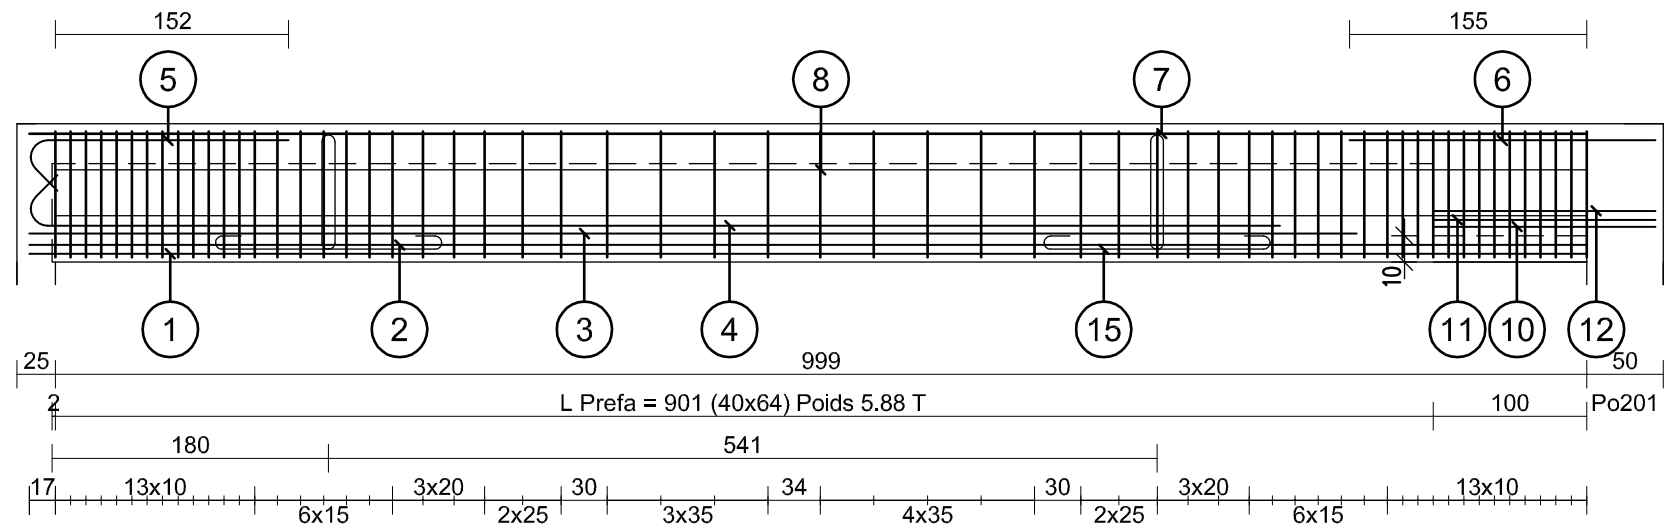 152 155
5 8 7 6
10
1 2 3 4 15 11 10 12
25 999 50
2 L Prefa = 901 (40x64) Poids 5.88 T 100 Po201
180 541
17 13x10 3x20 30 34 30 3x20 13x10
6x15 2x25 3x35 4x35 2x25 6x15